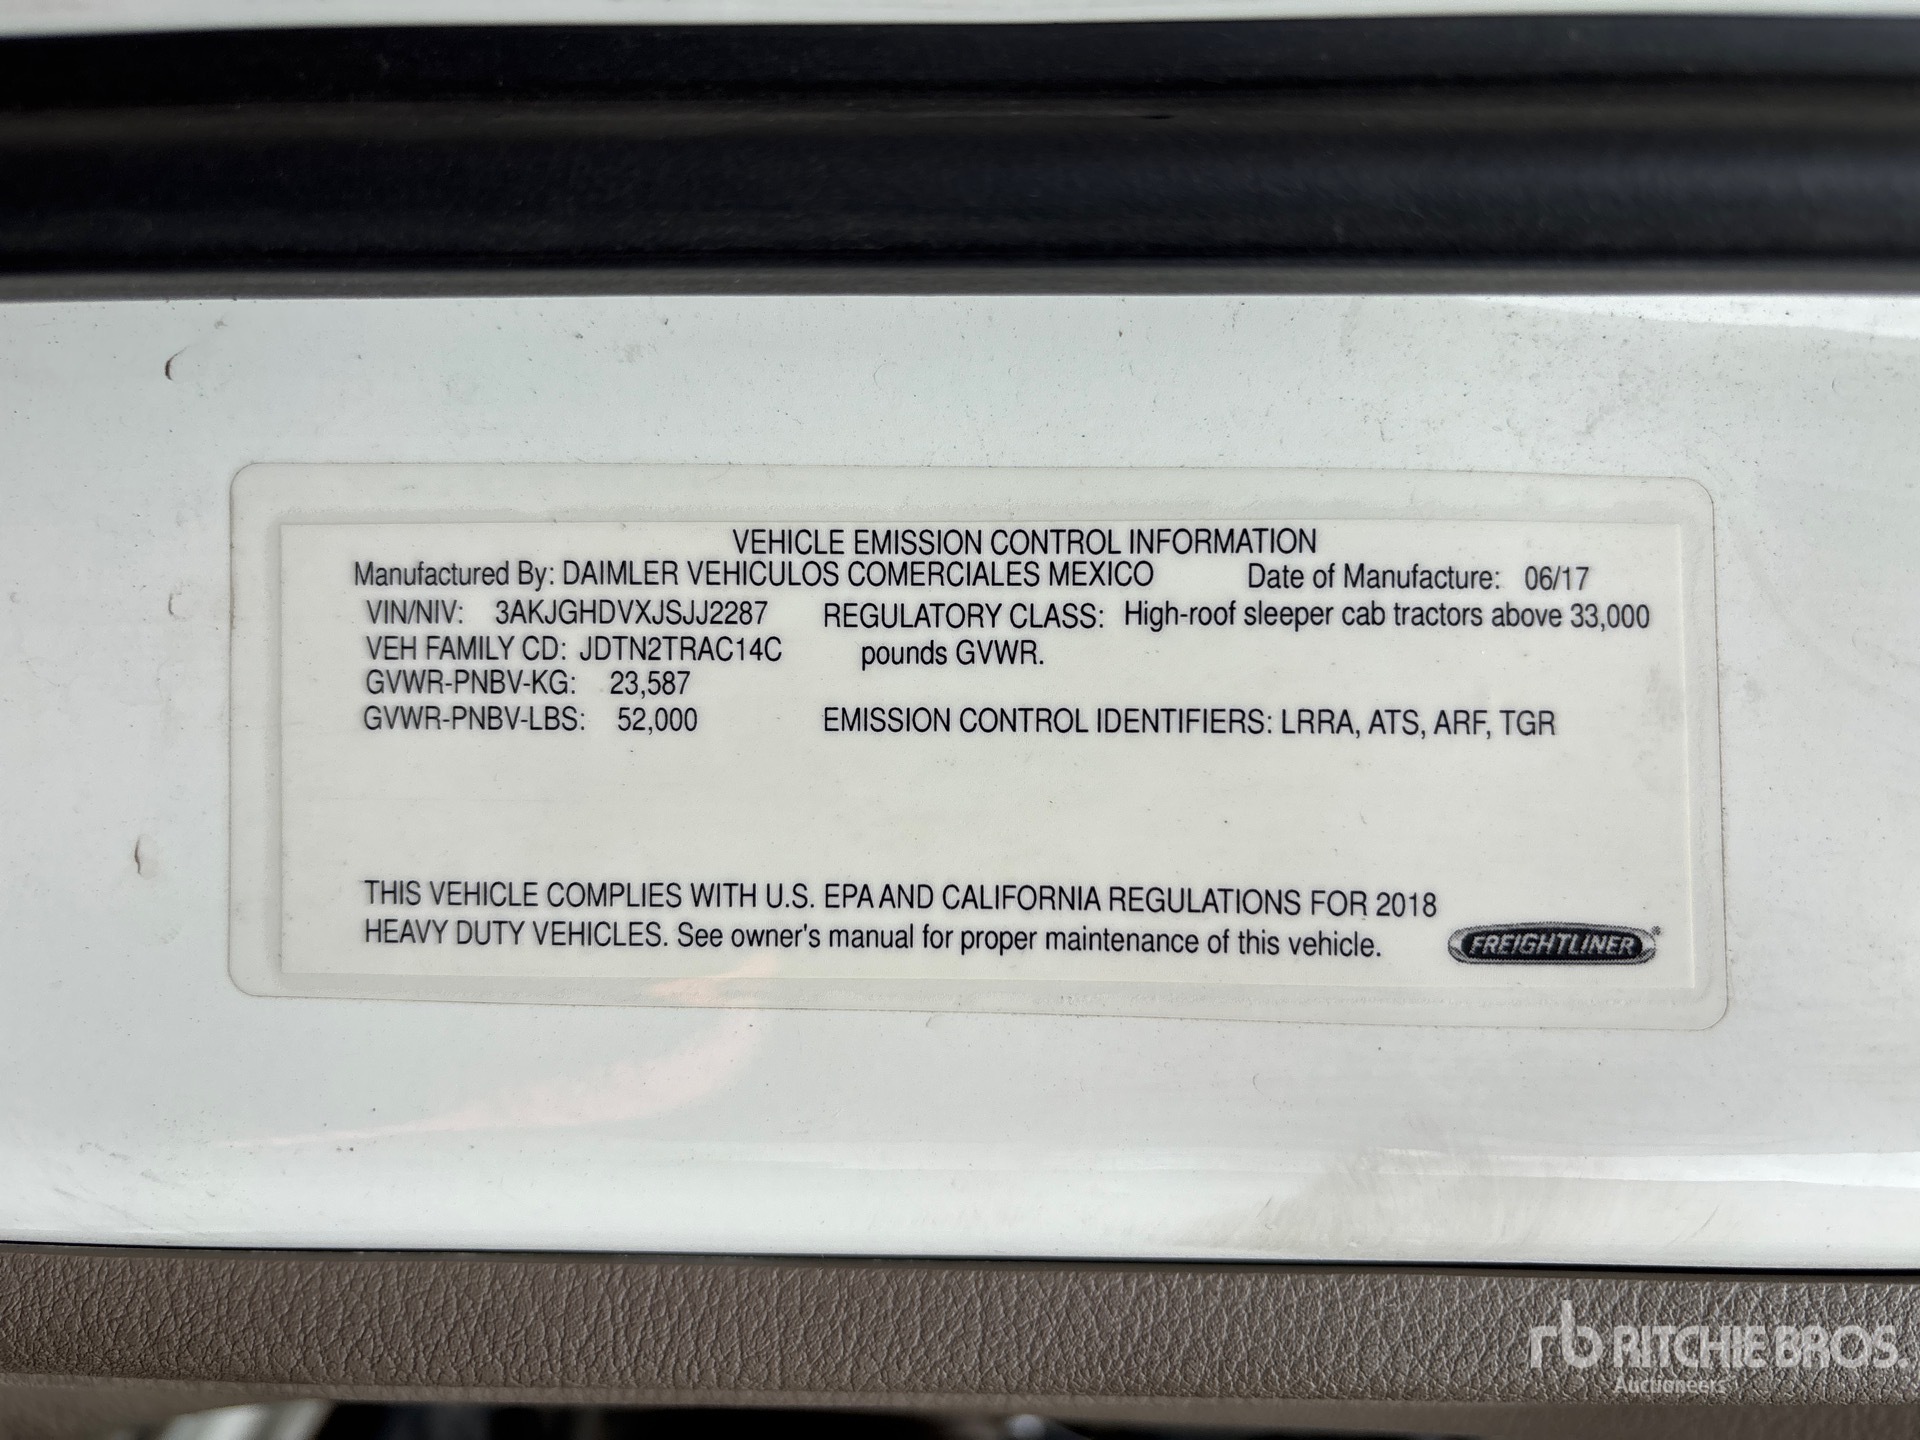 VEHICLE EMISSION CONTROL INFORMATION
Manufactured By: DAIMLER VEHICULOS COMERCIALES MEXICO Date of Manufacture: 06/17
VIN/NIV: 3AKJGHDVXJSJJ2287 REGULATORY CLASS: High-roof sleeper cab tractors above 33,000
VEH FAMILY CD: JDTN2TRAC14C pounds GVWR.
GVWR-PNBV-KG: 23,587
GVWR-PNBV-LBS: 52,000 EMISSION CONTROL IDENTIFIERS: LRRA, ATS, ARF, TGR
THIS VEHICLE COMPLIES WITH U.S. EPA AND CALIFORNIA REGULATIONS FOR 2018
HEAVY DUTY VEHICLES. See owner's manual for proper maintenance of this vehicle.
FREIGHTLINER®
rb RITCHIE BROS.
Auctioneers